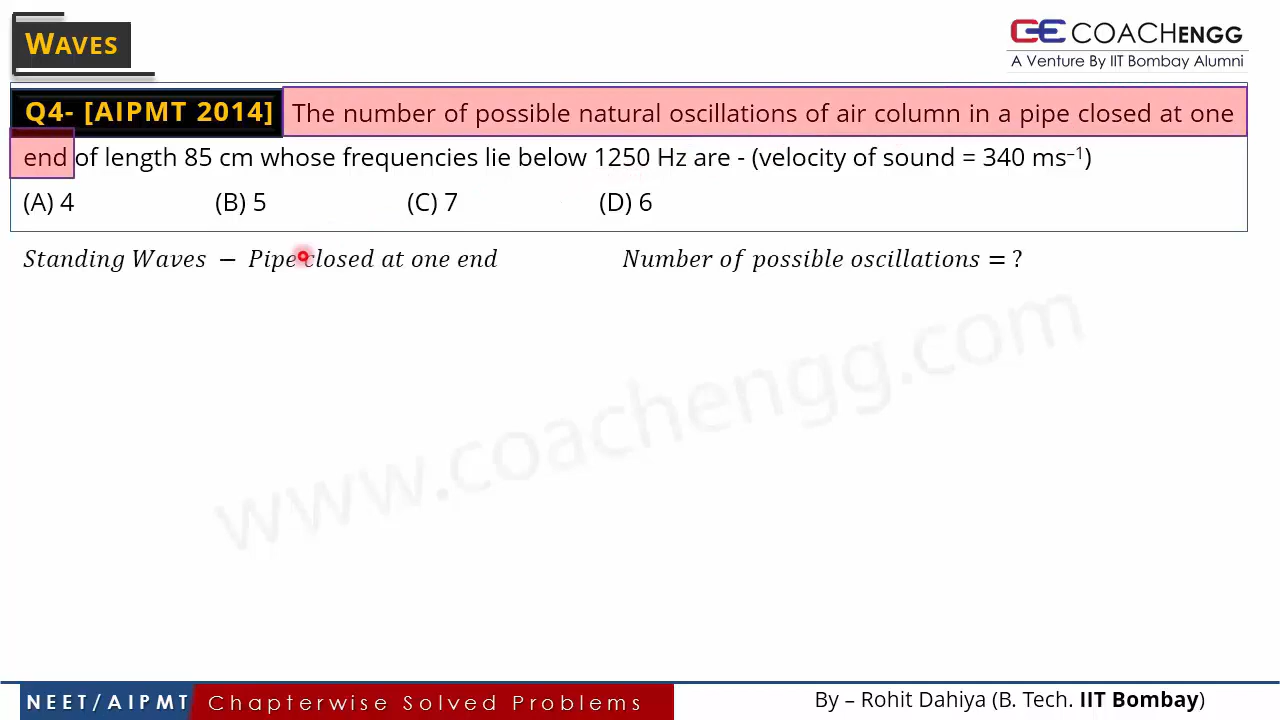 WAVES
CE COACHENGG
A Venture By IIT Bombay Alumni
Q4- [AIPMT 2014] The number of possible natural oscillations of air column in a pipe closed at one
end of length 85 cm whose frequencies lie below 1250 Hz are - (velocity of sound = 340 ms⁻¹)
(A) 4 (B) 5 (C) 7 (D) 6
Standing Waves − Pipe closed at one end Number of possible oscillations = ?
www.coachengg.com
NEET/AIPMT Chapterwise Solved Problems By – Rohit Dahiya (B. Tech. IIT Bombay)